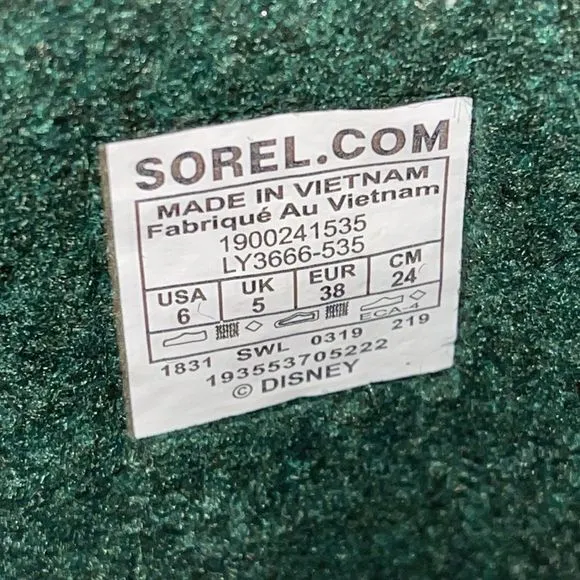 SOREL.COM
MADE IN VIETNAM
Fabriqué Au Vietnam
1900241535
LY3666-535
USA UK EUR CM
6 5 38 24
ECA-4
1831 SWL 0319 219
193553705222
© DISNEY